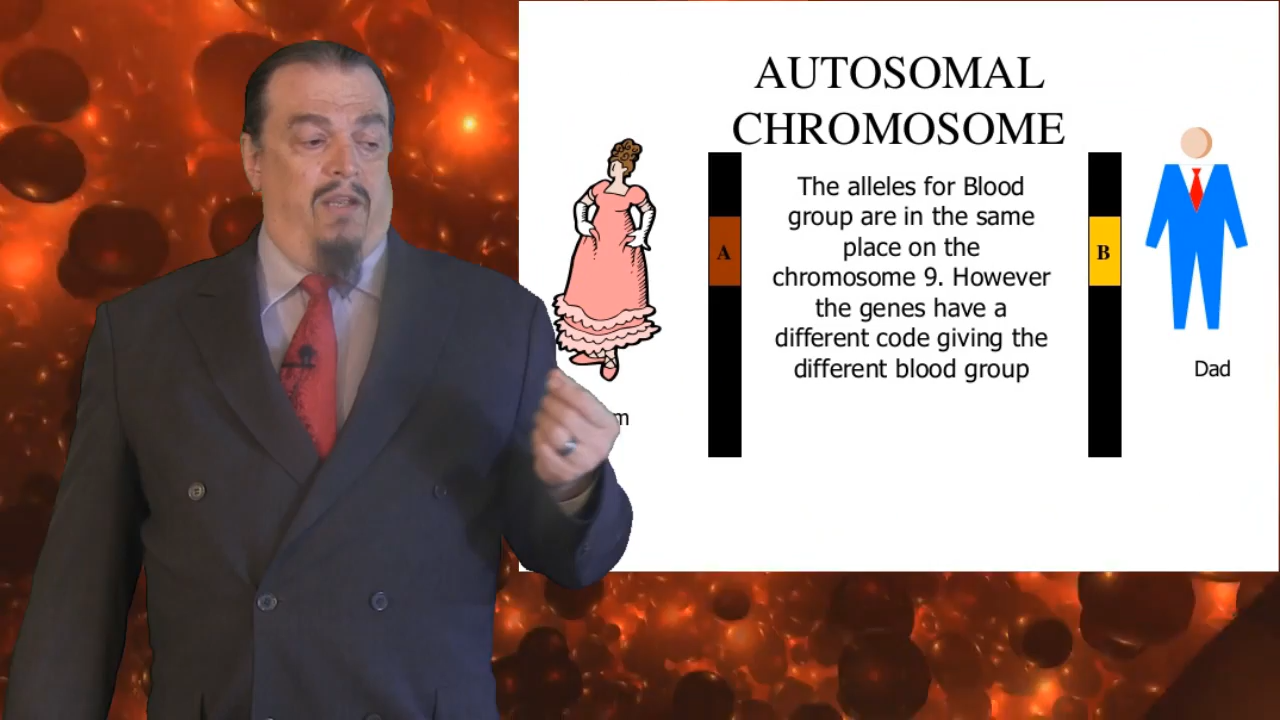 AUTOSOMAL
CHROMOSOME
The alleles for Blood
group are in the same
place on the
chromosome 9. However
the genes have a
different code giving the
different blood group
A
B
Dad